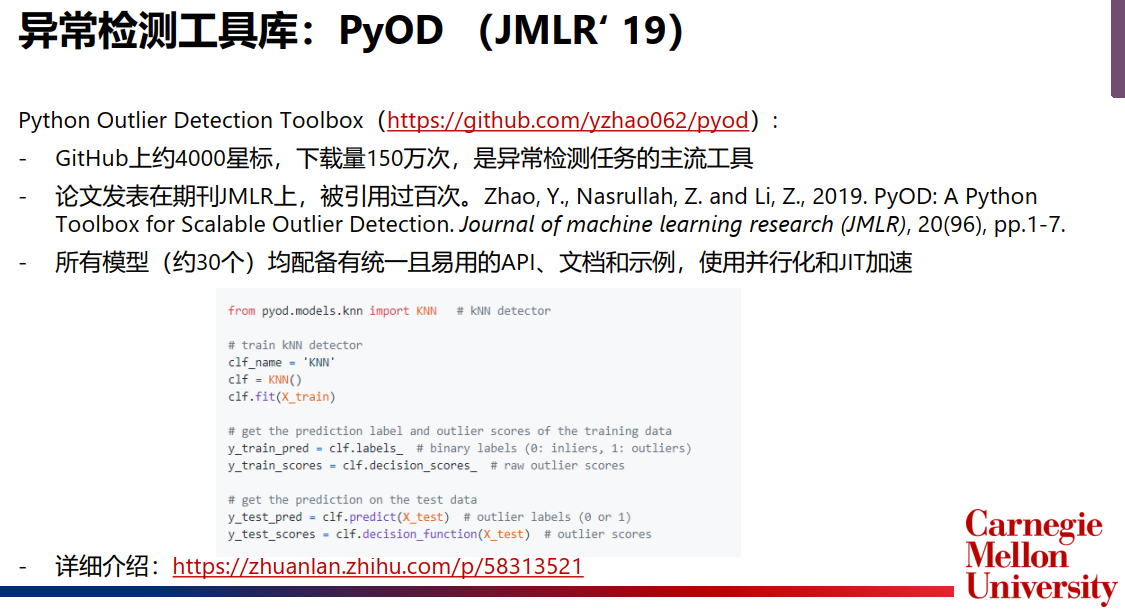 异常检测工具库：PyOD （JMLR‘ 19）
Python Outlier Detection Toolbox（https://github.com/yzhao062/pyod）:
- GitHub上约4000星标，下载量150万次，是异常检测任务的主流工具
- 论文发表在期刊JMLR上，被引用过百次。Zhao, Y., Nasrullah, Z. and Li, Z., 2019. PyOD: A Python
Toolbox for Scalable Outlier Detection. Journal of machine learning research (JMLR), 20(96), pp.1-7.
- 所有模型（约30个）均配备有统一且易用的API、文档和示例，使用并行化和JIT加速
from pyod.models.knn import KNN   # kNN detector
# train kNN detector
clf_name = 'KNN'
clf = KNN()
clf.fit(X_train)
# get the prediction label and outlier scores of the training data
y_train_pred = clf.labels_  # binary labels (0: inliers, 1: outliers)
y_train_scores = clf.decision_scores_  # raw outlier scores
# get the prediction on the test data
y_test_pred = clf.predict(X_test)  # outlier labels (0 or 1)
y_test_scores = clf.decision_function(X_test)  # outlier scores
- 详细介绍：https://zhuanlan.zhihu.com/p/58313521
Carnegie
Mellon
University